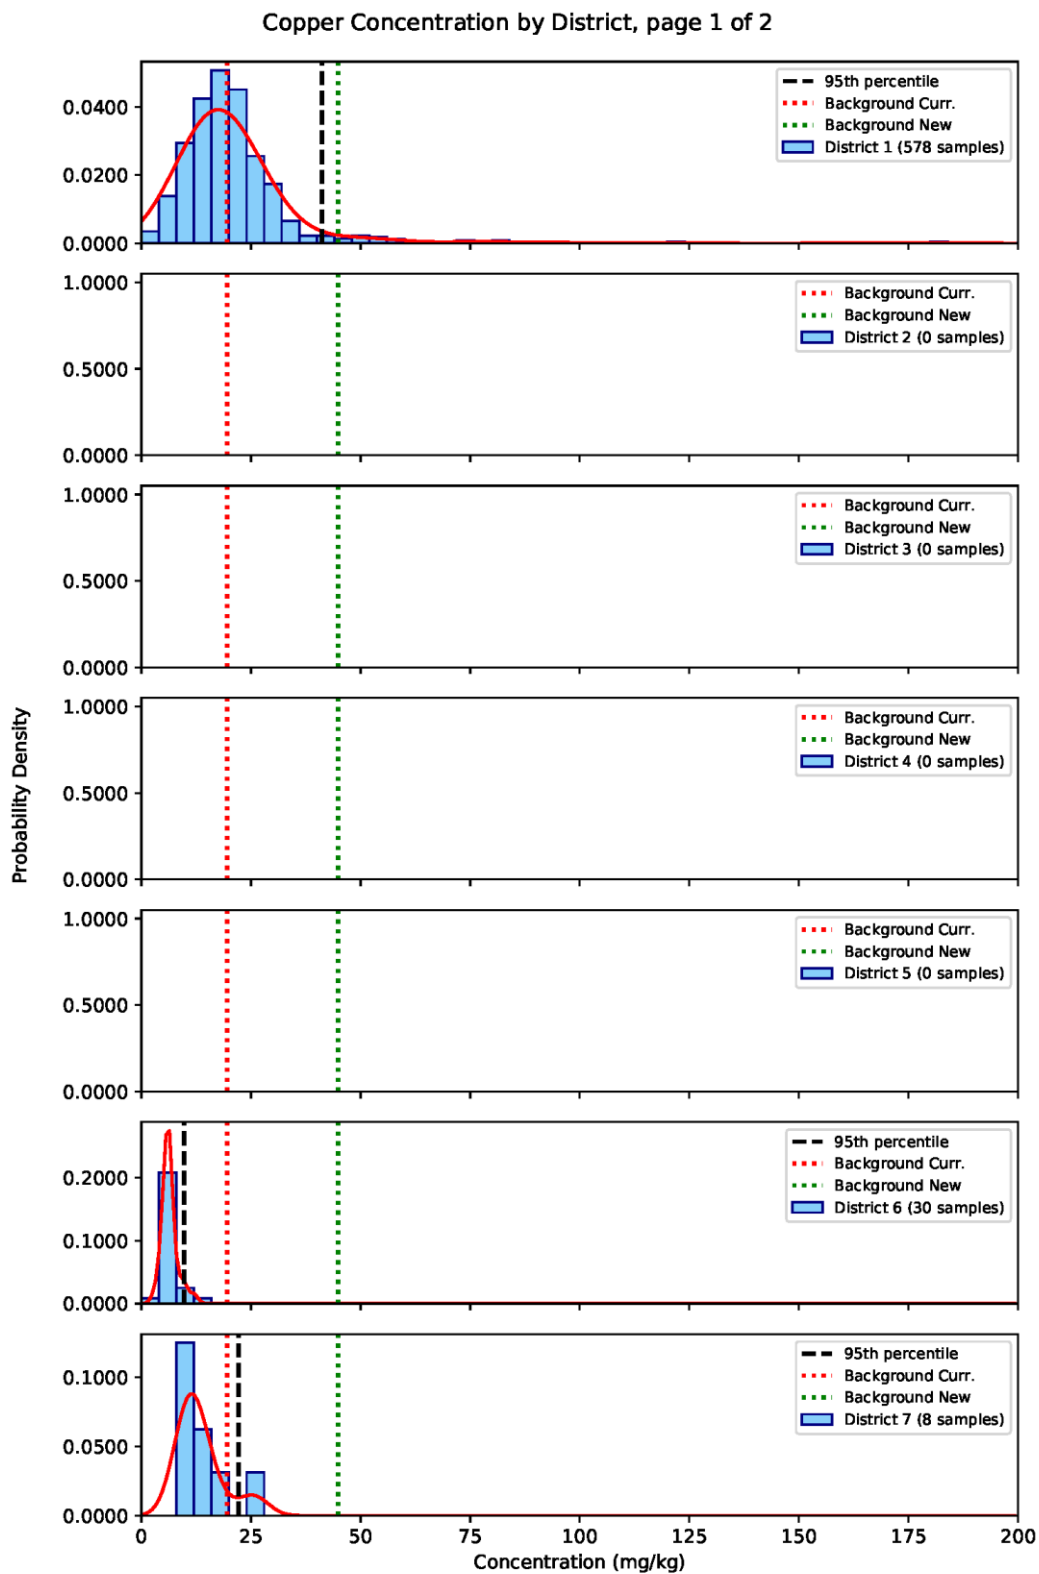 Copper Concentration by District, page 1 of 2
0.0400
0.0200
0.0000
95th percentile
Background Curr.
Background New
District 1 (578 samples)
1.0000
0.5000
0.0000
Background Curr.
Background New
District 2 (0 samples)
1.0000
0.5000
0.0000
Background Curr.
Background New
District 3 (0 samples)
Probability Density
1.0000
0.5000
0.0000
Background Curr.
Background New
District 4 (0 samples)
1.0000
0.5000
0.0000
Background Curr.
Background New
District 5 (0 samples)
0.2000
0.1000
0.0000
95th percentile
Background Curr.
Background New
District 6 (30 samples)
0.1000
0.0500
0.0000
95th percentile
Background Curr.
Background New
District 7 (8 samples)
0 25 50 75 100 125 150 175 200
Concentration (mg/kg)